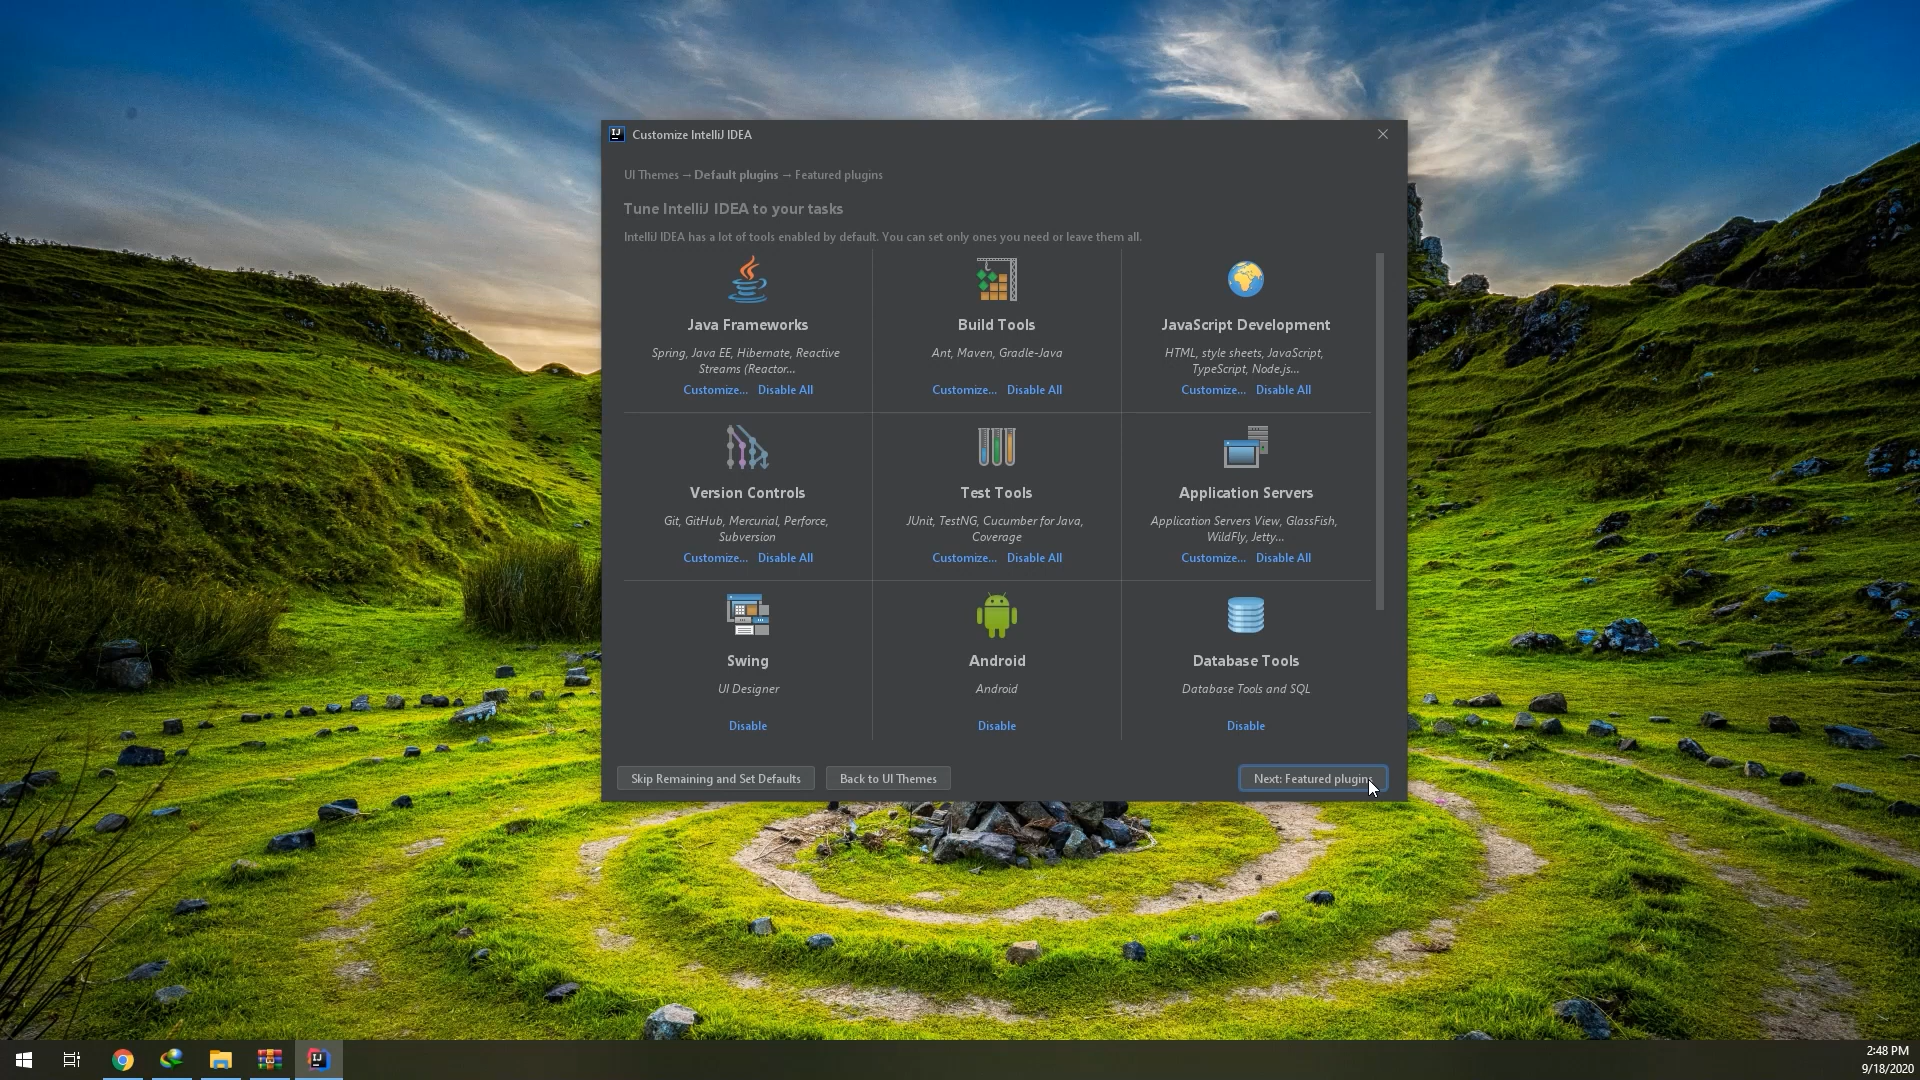 Customize IntelliJ IDEA
UI Themes → Default plugins → Featured plugins
Tune IntelliJ IDEA to your tasks
IntelliJ IDEA has a lot of tools enabled by default. You can set only ones you need or leave them all.
Java Frameworks
Spring, Java EE, Hibernate, Reactive
Streams (Reactor...
Customize... Disable All
Build Tools
Ant, Maven, Gradle-Java
Customize... Disable All
JavaScript Development
HTML, style sheets, JavaScript,
TypeScript, Node.js...
Customize... Disable All
Version Controls
Git, GitHub, Mercurial, Perforce,
Subversion
Customize... Disable All
Test Tools
JUnit, TestNG, Cucumber for Java,
Coverage
Customize... Disable All
Application Servers
Application Servers View, GlassFish,
WildFly, Jetty...
Customize... Disable All
Swing
UI Designer
Disable
Android
Android
Disable
Database Tools
Database Tools and SQL
Disable
Skip Remaining and Set Defaults
Back to UI Themes
Next: Featured plugins
2:48 PM
9/18/2020